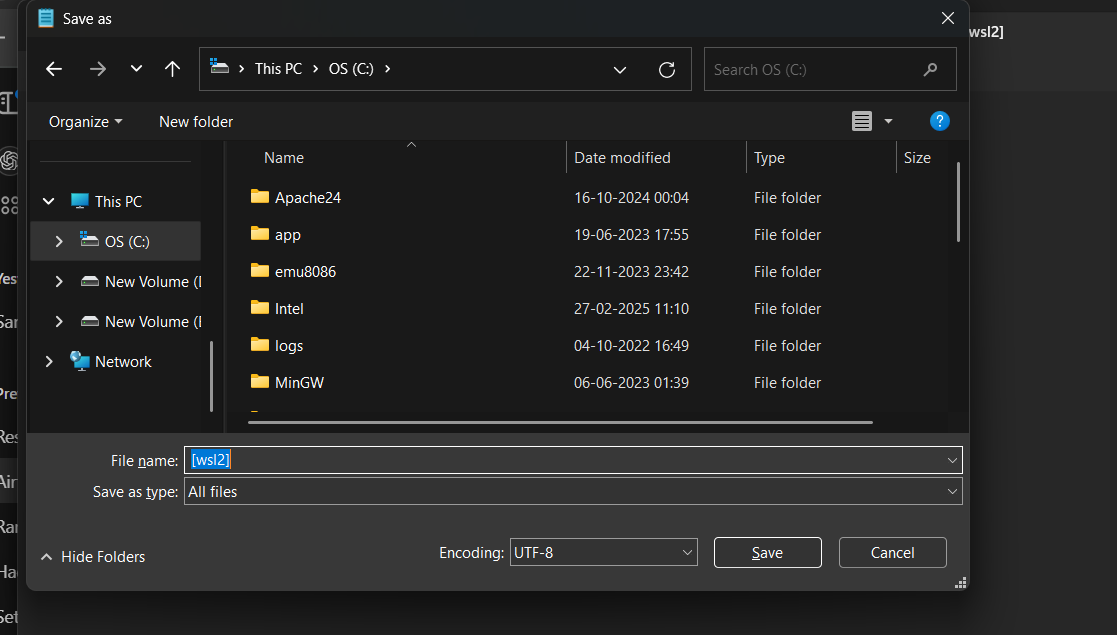 Save as
wsl2]
This PC
OS (C:)
Search OS (C:)
Organize
New folder
?
Name
Date modified
Type
Size
This PC
OS (C:)
New Volume (
New Volume (
Network
Apache24 16-10-2024 00:04 File folder
app 19-06-2023 17:55 File folder
emu8086 22-11-2023 23:42 File folder
Intel 27-02-2025 11:10 File folder
logs 04-10-2022 16:49 File folder
MinGW 06-06-2023 01:39 File folder
Yes
Sar
Pre
Res
Air
Rar
Hac
Set
File name: [wsl2]
Save as type: All files
Hide Folders
Encoding: UTF-8
Save
Cancel